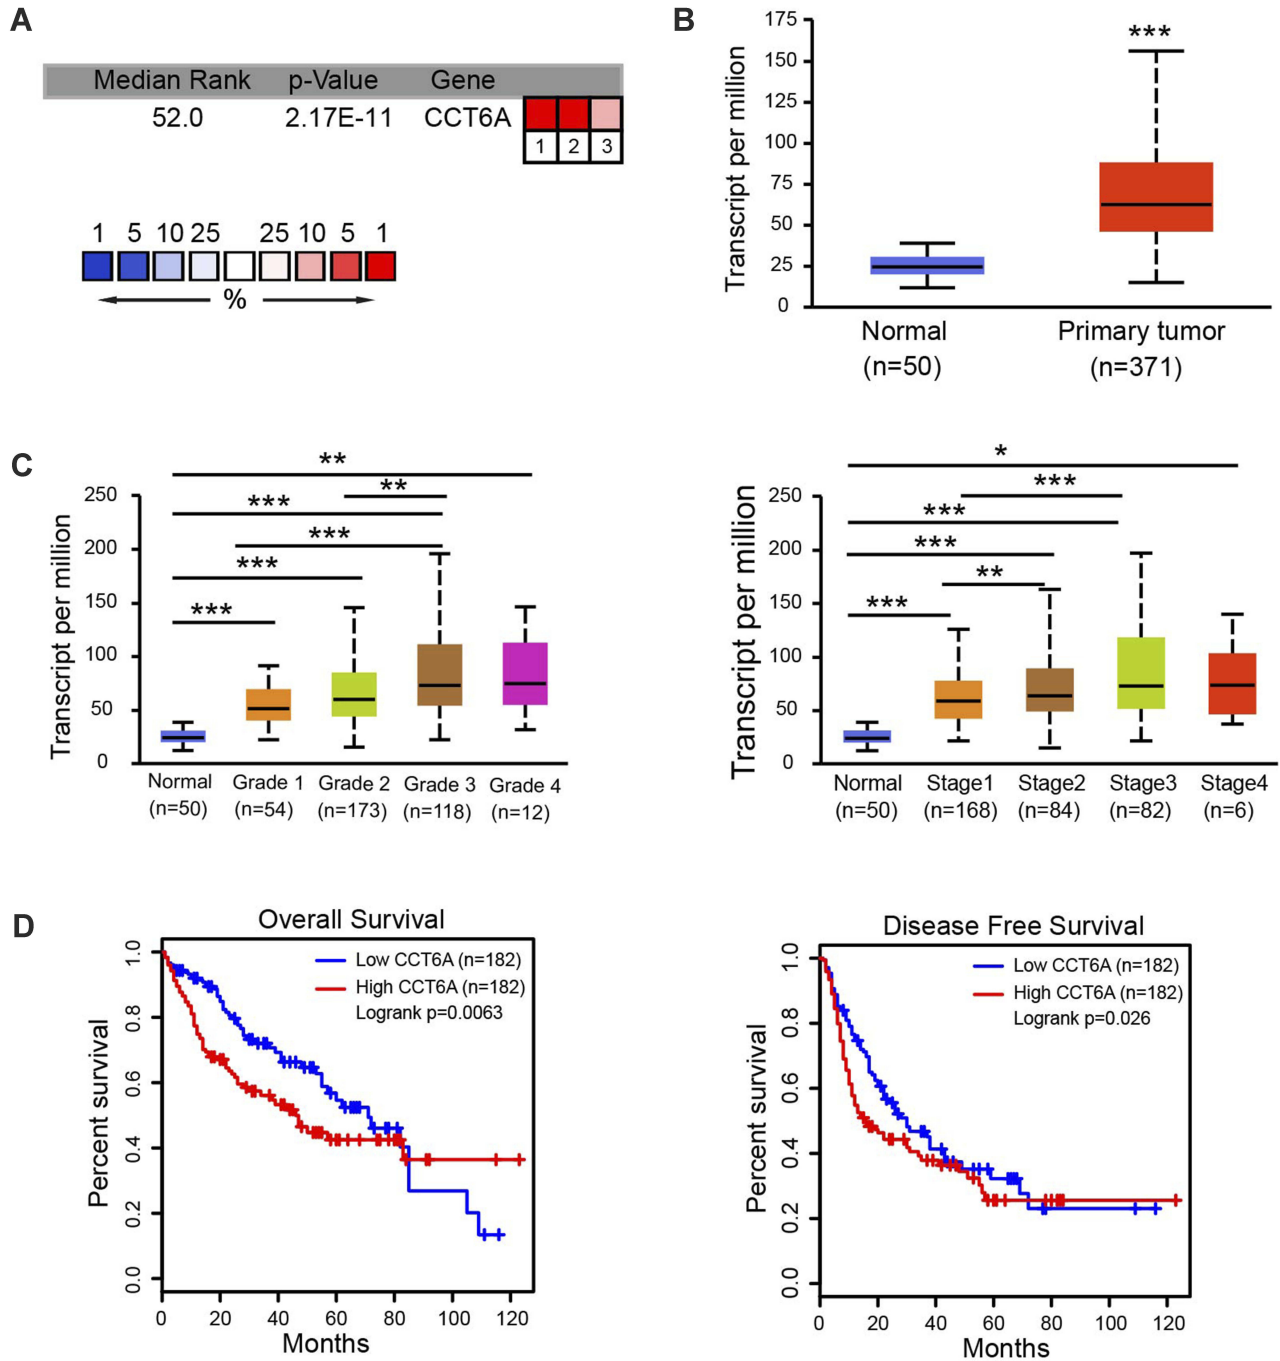 A
Median Rank p-Value Gene
52.0 2.17E-11 CCT6A
1 2 3
1 5 10 25 25 10 5 1
%
B
Transcript per million
175
150
125
100
75
50
25
0
***
Normal
(n=50)
Primary tumor
(n=371)
C
Transcript per million
250
200
150
100
50
0
**
**
***
***
***
***
Normal
(n=50)
Grade 1
(n=54)
Grade 2
(n=173)
Grade 3
(n=118)
Grade 4
(n=12)
Transcript per million
250
200
150
100
50
0
*
***
***
***
**
***
Normal
(n=50)
Stage1
(n=168)
Stage2
(n=84)
Stage3
(n=82)
Stage4
(n=6)
D
Overall Survival
Low CCT6A (n=182)
High CCT6A (n=182)
Logrank p=0.0063
Percent survival
1.0
0.8
0.6
0.4
0.2
0.0
0 20 40 60 80 100 120
Months
Disease Free Survival
Low CCT6A (n=182)
High CCT6A (n=182)
Logrank p=0.026
Percent survival
1.0
0.8
0.6
0.4
0.2
0.0
0 20 40 60 80 100 120
Months